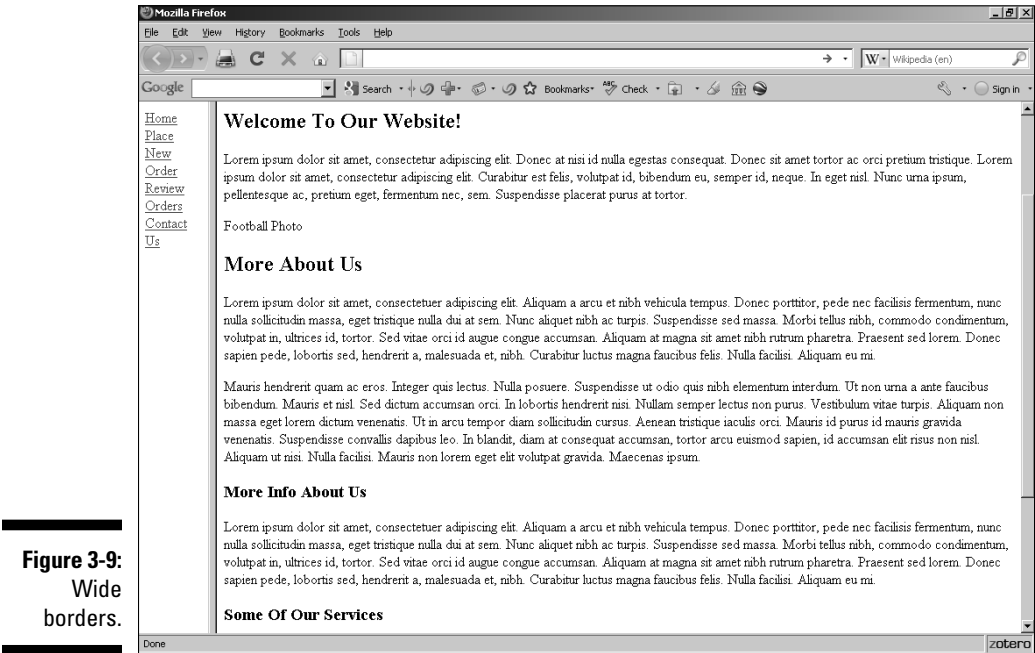 Mozilla Firefox
File Edit View History Bookmarks Tools Help
W Wikipedia (en)
Google Search Bookmarks ABC Check Sign in
Home
Place
New
Order
Review
Orders
Contact
Us
Welcome To Our Website!
Lorem ipsum dolor sit amet, consectetur adipiscing elit. Donec at nisi id nulla egestas consequat. Donec sit amet tortor ac orci pretium tristique. Lorem
ipsum dolor sit amet, consectetur adipiscing elit. Curabitur est felis, volutpat id, bibendum eu, semper id, neque. In eget nisl. Nunc urna ipsum,
pellentesque ac, pretium eget, fermentum nec, sem. Suspendisse placerat purus at tortor.
Football Photo
More About Us
Lorem ipsum dolor sit amet, consectetuer adipiscing elit. Aliquam a arcu et nibh vehicula tempus. Donec porttitor, pede nec facilisis fermentum, nunc
nulla sollicitudin massa, eget tristique nulla dui at sem. Nunc aliquet nibh ac turpis. Suspendisse sed massa. Morbi tellus nibh, commodo condimentum,
volutpat in, ultrices id, tortor. Sed vitae orci id augue congue accumsan. Aliquam at magna sit amet nibh rutrum pharetra. Praesent sed lorem. Donec
sapien pede, lobortis sed, hendrerit a, malesuada et, nibh. Curabitur luctus magna faucibus felis. Nulla facilisi. Aliquam eu mi.
Mauris hendrerit quam ac eros. Integer quis lectus. Nulla posuere. Suspendisse ut odio quis nibh elementum interdum. Ut non urna a ante faucibus
bibendum. Mauris et nisl. Sed dictum accumsan orci. In lobortis hendrerit nisi. Nullam semper lectus non purus. Vestibulum vitae turpis. Aliquam non
massa eget lorem dictum venenatis. Ut in arcu tempor diam sollicitudin cursus. Aenean tristique iaculis orci. Mauris id purus id mauris gravida
venenatis. Suspendisse convallis dapibus leo. In blandit, diam at consequat accumsan, tortor arcu euismod sapien, id accumsan elit risus non nisl.
Aliquam ut nisi. Nulla facilisi. Mauris non lorem eget elit volutpat gravida. Maecenas ipsum.
More Info About Us
Lorem ipsum dolor sit amet, consectetuer adipiscing elit. Aliquam a arcu et nibh vehicula tempus. Donec porttitor, pede nec facilisis fermentum, nunc
nulla sollicitudin massa, eget tristique nulla dui at sem. Nunc aliquet nibh ac turpis. Suspendisse sed massa. Morbi tellus nibh, commodo condimentum,
volutpat in, ultrices id, tortor. Sed vitae orci id augue congue accumsan. Aliquam at magna sit amet nibh rutrum pharetra. Praesent sed lorem. Donec
sapien pede, lobortis sed, hendrerit a, malesuada et, nibh. Curabitur luctus magna faucibus felis. Nulla facilisi. Aliquam eu mi.
Some Of Our Services
Done
zotero
Figure 3-9:
Wide
borders.